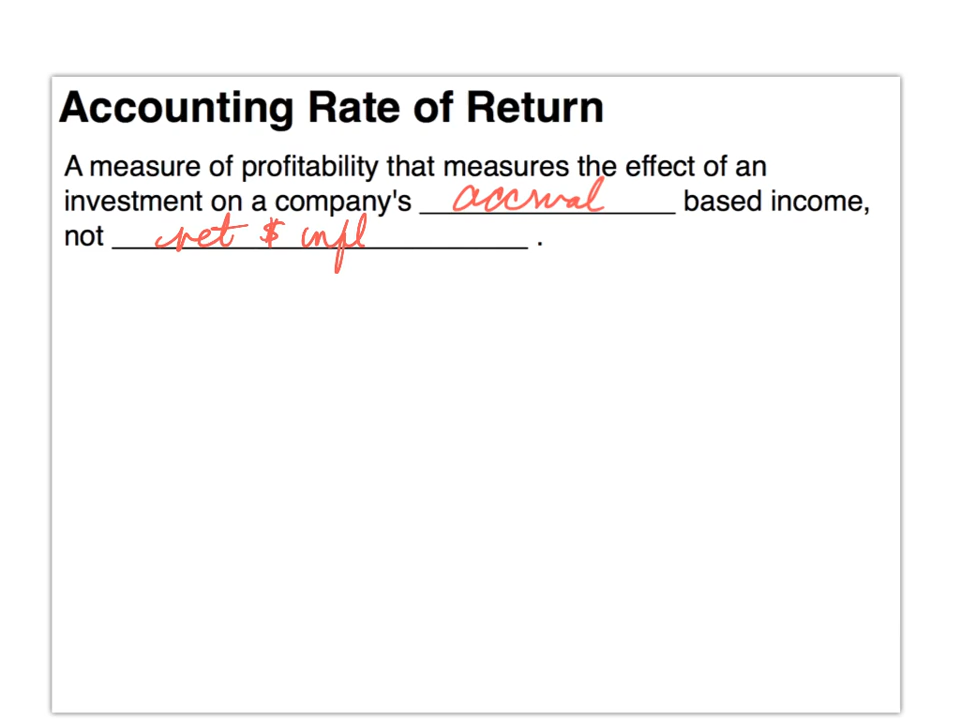 Accounting Rate of Return
A measure of profitability that measures the effect of an
investment on a company's accrual based income,
not net $ infl .